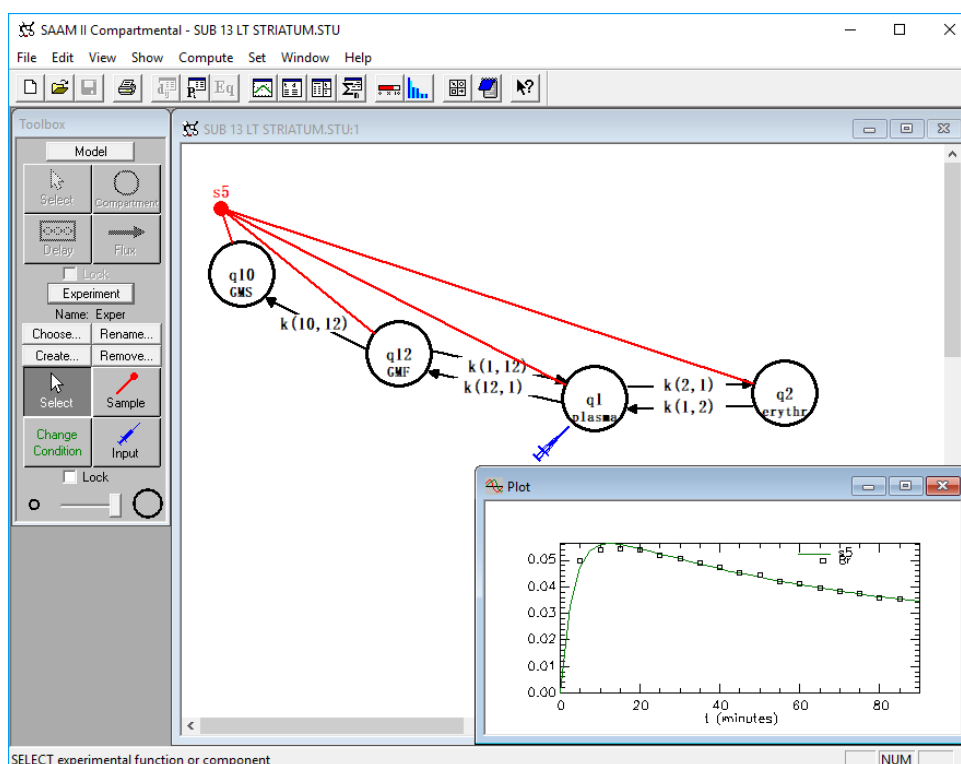 SAAM II Compartmental - SUB 13 LT STRIATUM.STU
File Edit View Show Compute Set Window Help
Toolbox
Model
Select Compartment
Delay Flux
Lock
Experiment
Name: Exper
Choose... Rename...
Create... Remove...
Select Sample
Change Condition Input
Lock
SUB 13 LT STRIATUM.STU:1
s5
q10
GMS
k(10,12)
q12
GMF
k(1,12)
k(12,1)
q1
plasma
k(2,1)
k(1,2)
q2
erythr
Plot
s5
Br
0.05
0.04
0.03
0.02
0.01
0.00
0 20 40 60 80
t (minutes)
SELECT experimental function or component
NUM